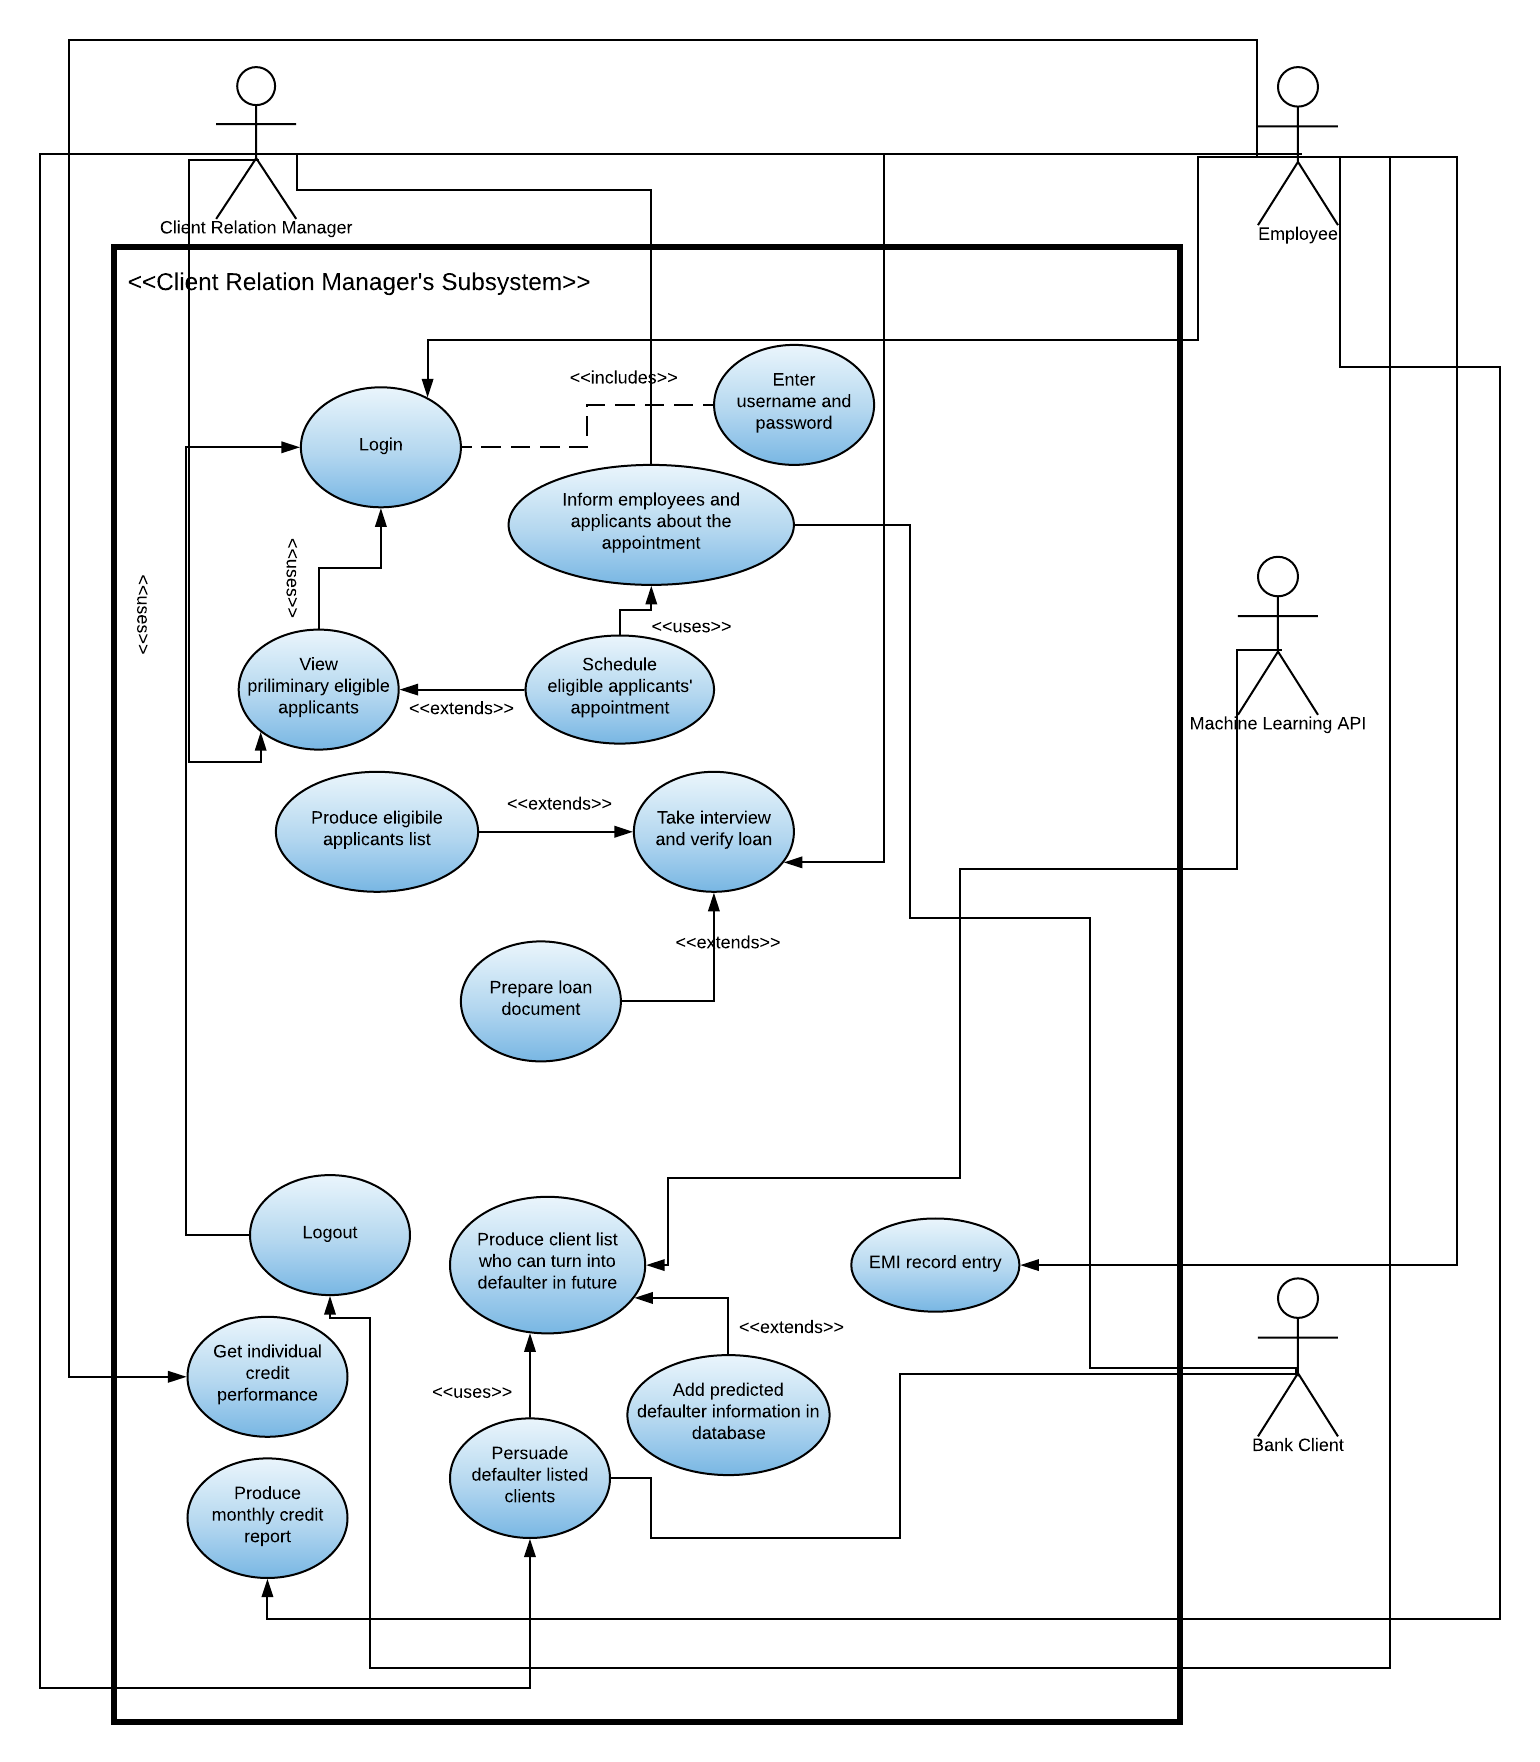 Client Relation Manager
Employee
<<Client Relation Manager's Subsystem>>
<<includes>>
Enter
username and
password
Login
Inform employees and
applicants about the
appointment
<<uses>>
<<uses>>
<<uses>>
View
priliminary eligible
applicants
Schedule
eligible applicants'
appointment
<<extends>>
Machine Learning API
Produce eligibile
applicants list
<<extends>>
Take interview
and verify loan
<<extends>>
Prepare loan
document
Logout
Produce client list
who can turn into
defaulter in future
EMI record entry
<<extends>>
Get individual
credit
performance
<<uses>>
Add predicted
defaulter information in
database
Bank Client
Persuade
defaulter listed
clients
Produce
monthly credit
report